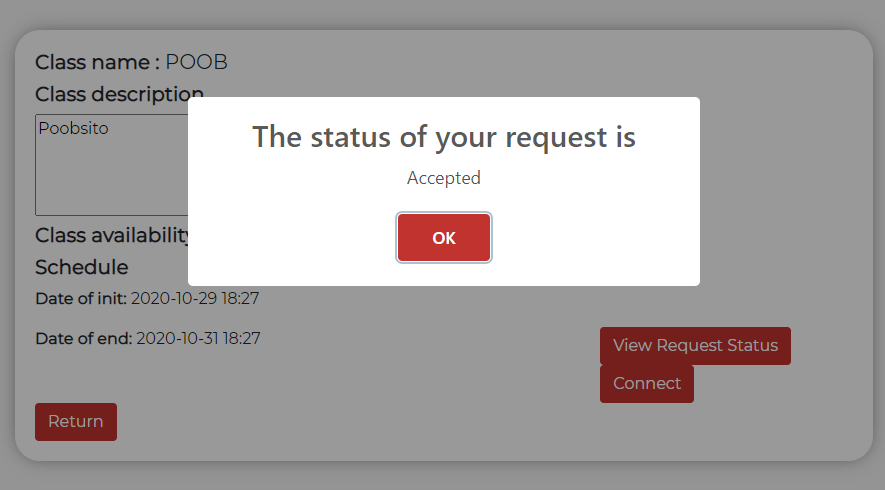 Class name : POOB
Class description
Poobsito
The status of your request is
Accepted
OK
Class availability
Schedule
Date of init: 2020-10-29 18:27
Date of end: 2020-10-31 18:27
View Request Status
Connect
Return